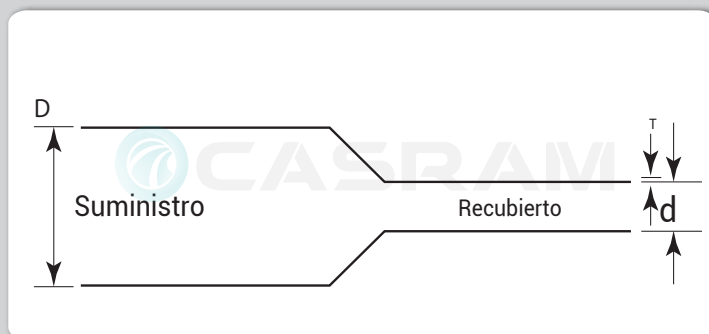 D
CASRAM
T
Suministro
Recubierto
d